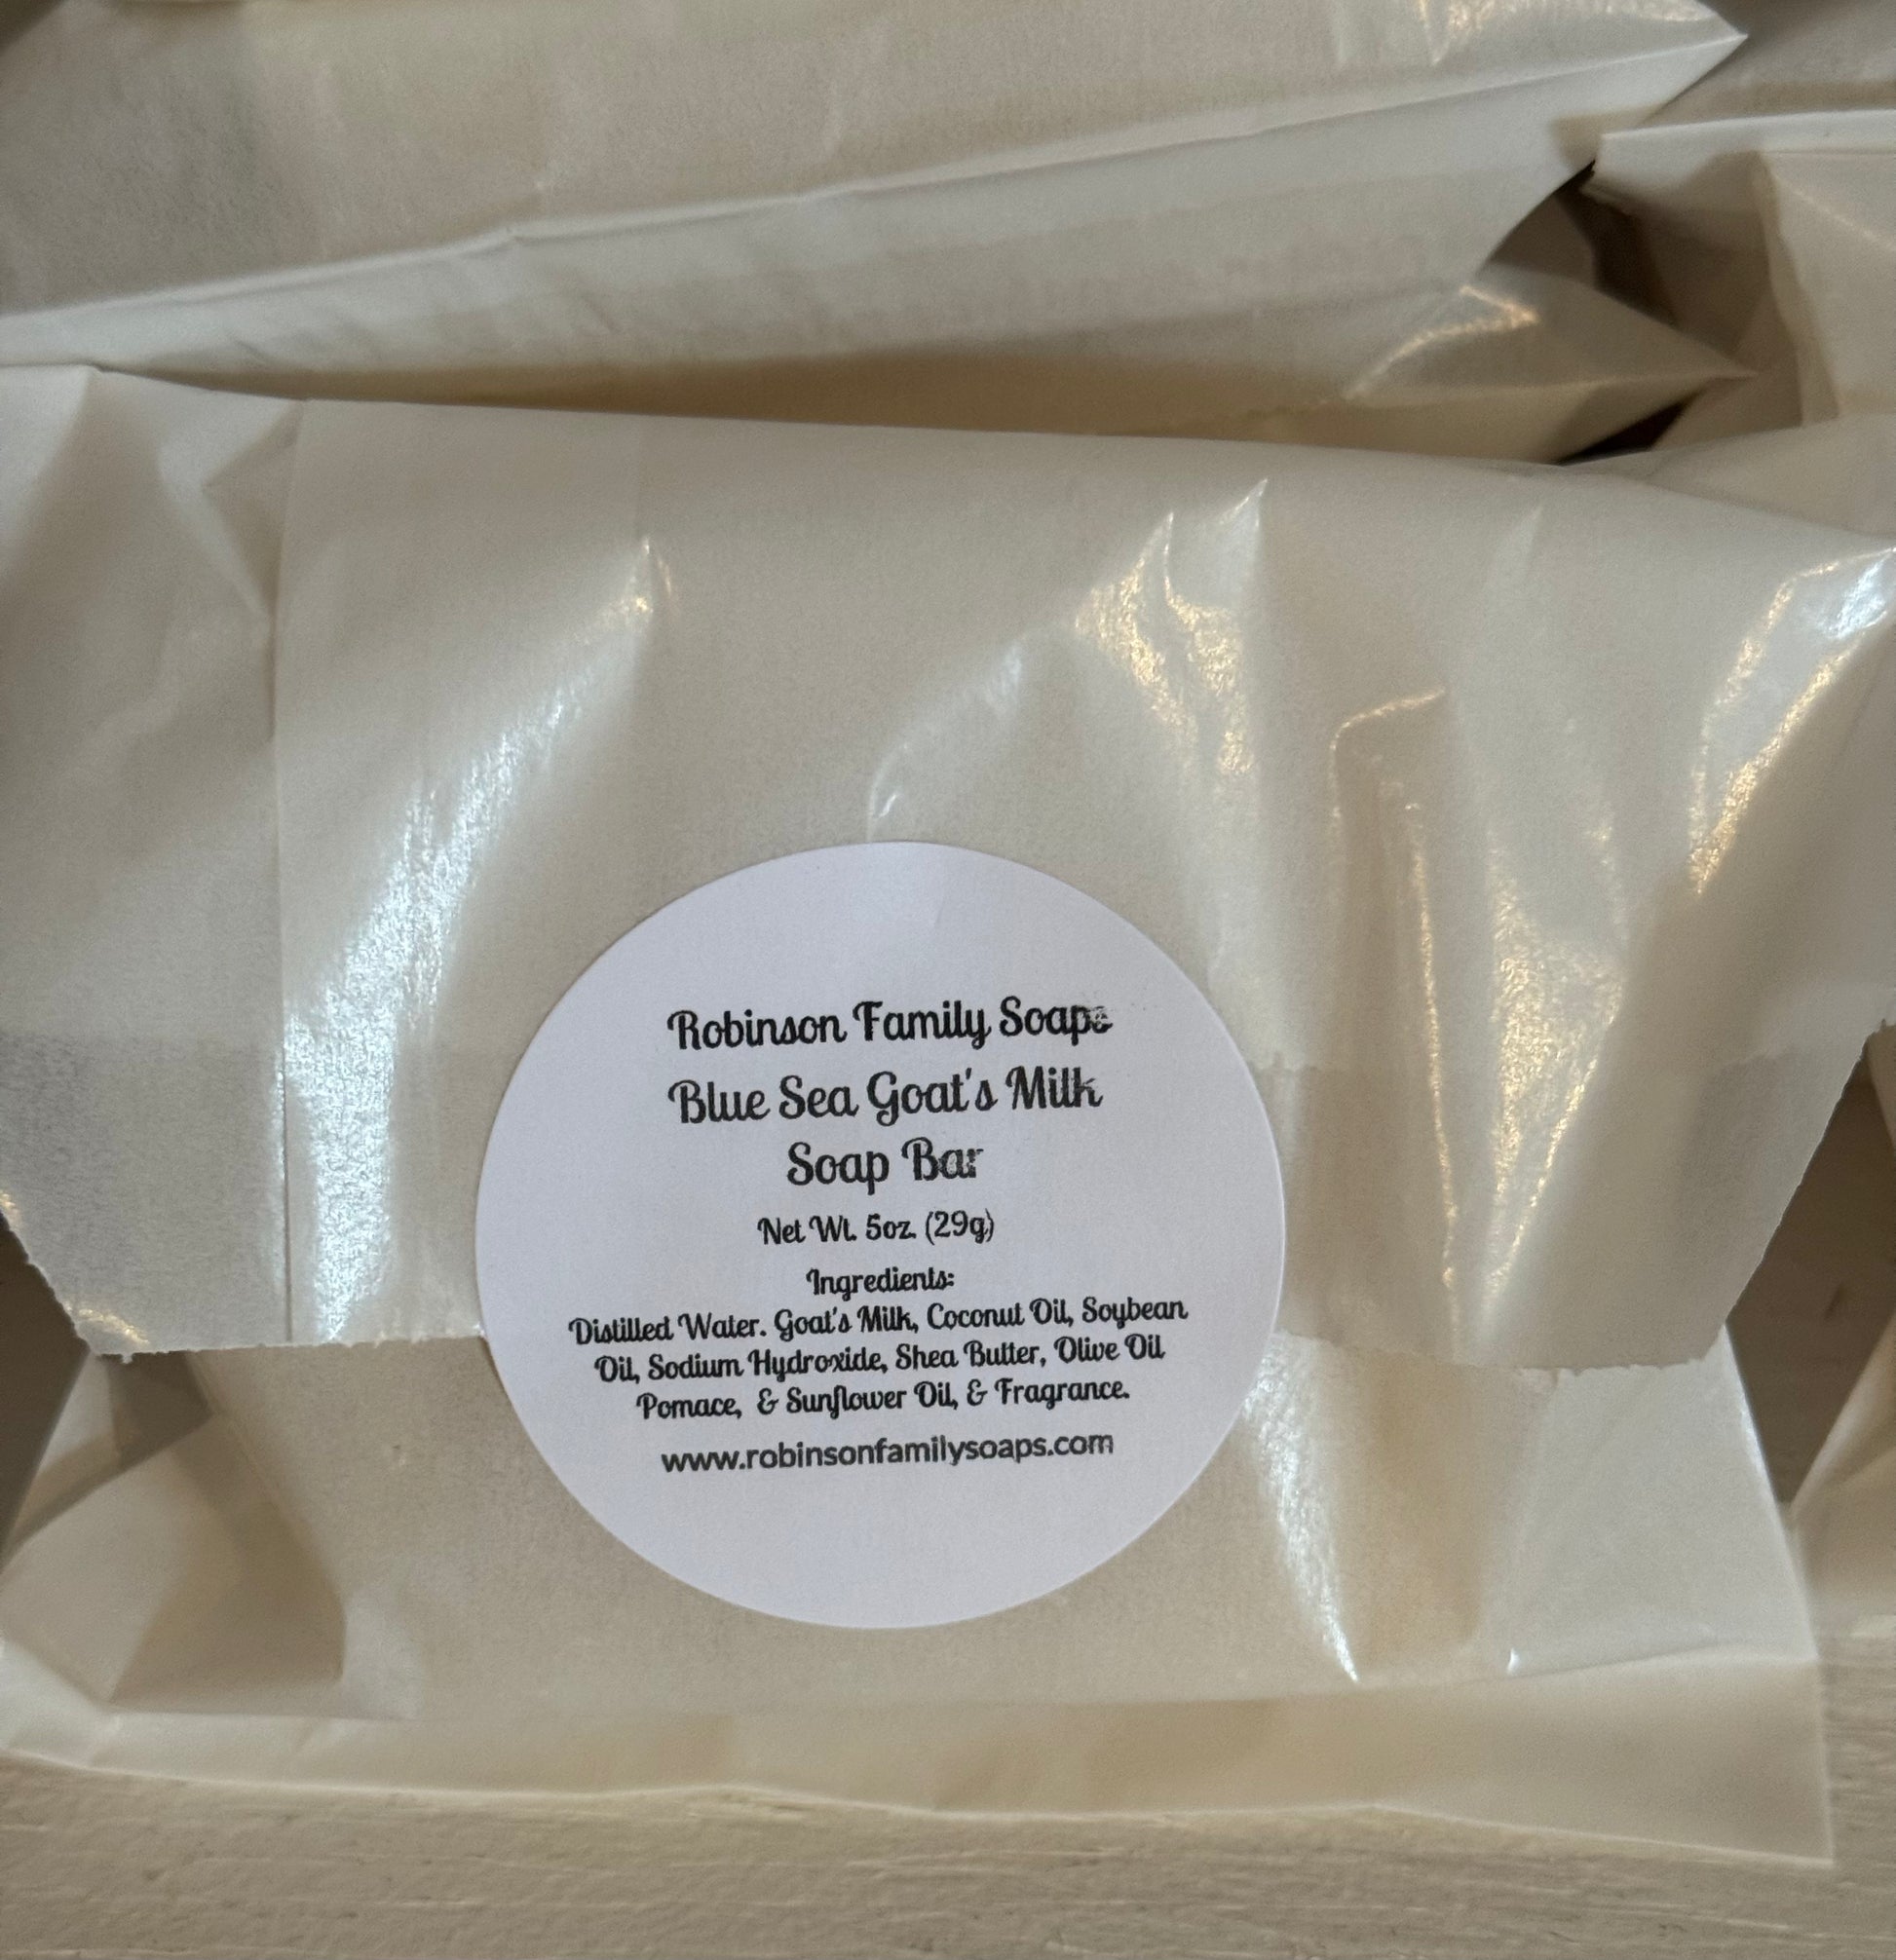 Robinson Family Soaps
Blue Sea Goat's Milk
Soap Bar
Net Wt. 5oz. (29g)
Ingredients:
Distilled Water. Goat's Milk, Coconut Oil, Soybean
Oil, Sodium Hydroxide, Shea Butter, Olive Oil
Pomace, & Sunflower Oil, & Fragrance.
www.robinsonfamilysoaps.com